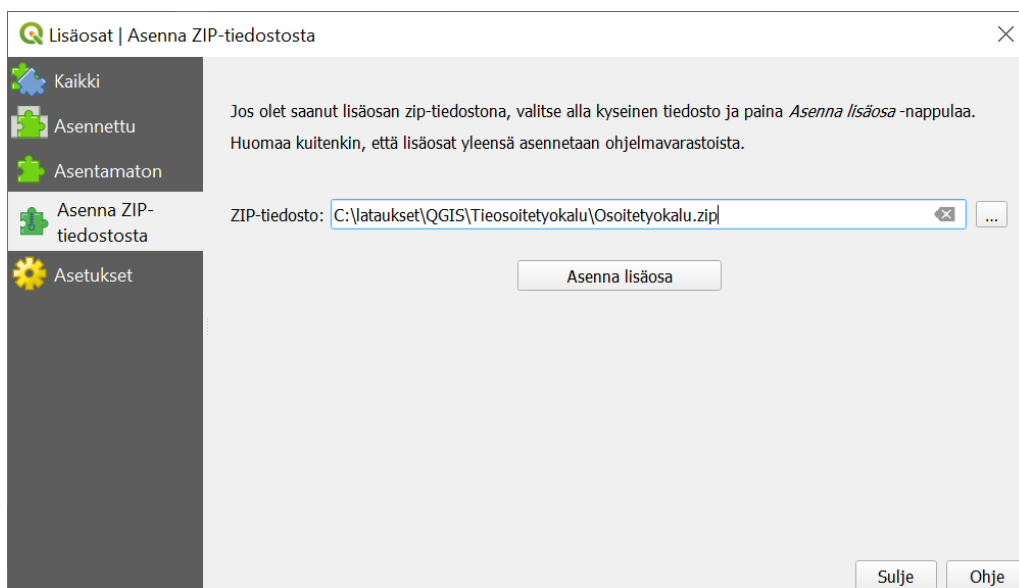 Lisäosat | Asenna ZIP-tiedostosta
Kaikki
Asennettu
Asentamaton
Asenna ZIP-
tiedostosta
Asetukset
Jos olet saanut lisäosan zip-tiedostona, valitse alla kyseinen tiedosto ja paina Asenna lisäosa -nappulaa.
Huomaa kuitenkin, että lisäosat yleensä asennetaan ohjelmavarastoista.
ZIP-tiedosto: C:\lataukset\QGIS\Tieosoitetyokalu\Osoitetyokalu.zip ...
Asenna lisäosa
Sulje Ohje